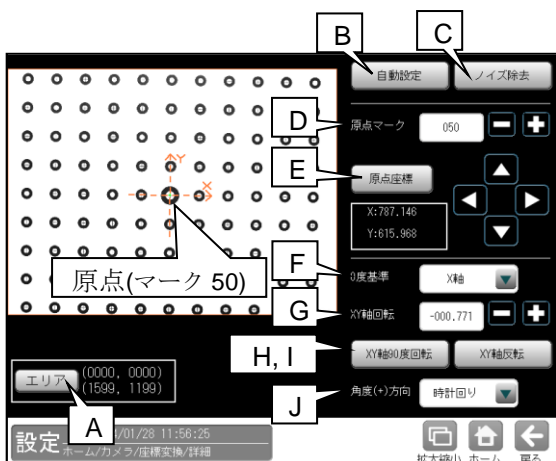 B
C
自動設定
ノイズ除去
D
原点マーク
050
E
原点座標
X:787.146
Y:615.968
Y
X
原点(マーク 50)
F
0度基準
X軸
G
XY軸回転
-000.771
H, I
XY軸90度回転
XY軸反転
J
角度(+)方向
時計回り
エリア
(0000, 0000)
(1599, 1199)
A
設定
/01/28 11:56:25
ホーム/カメラ/座標変換/詳細
拡大縮小
ホーム
戻る